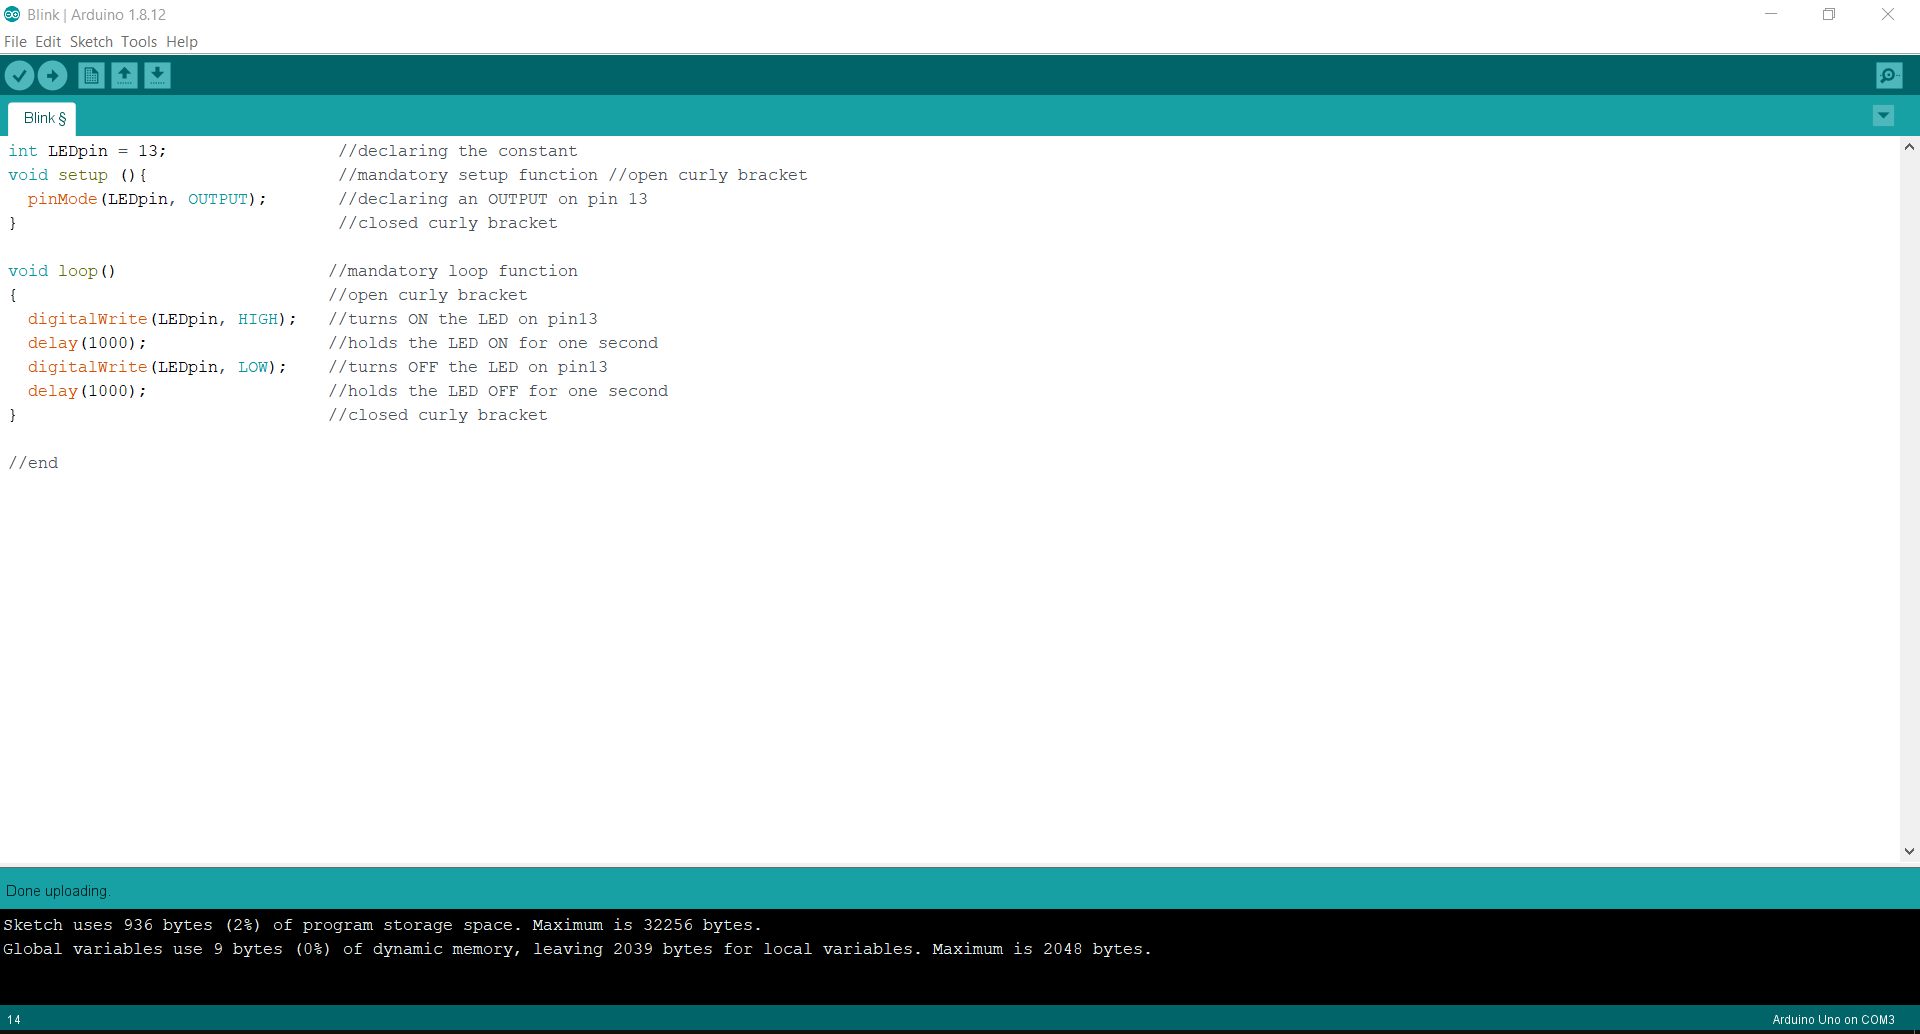 Blink | Arduino 1.8.12
File Edit Sketch Tools Help
Blink §
int LEDpin = 13;                 //declaring the constant
void setup (){                   //mandatory setup function //open curly bracket
  pinMode(LEDpin, OUTPUT);       //declaring an OUTPUT on pin 13
}                                //closed curly bracket
void loop()                     //mandatory loop function
{                               //open curly bracket
  digitalWrite(LEDpin, HIGH);   //turns ON the LED on pin13
  delay(1000);                  //holds the LED ON for one second
  digitalWrite(LEDpin, LOW);    //turns OFF the LED on pin13
  delay(1000);                  //holds the LED OFF for one second
}                               //closed curly bracket
//end
Done uploading.
Sketch uses 936 bytes (2%) of program storage space. Maximum is 32256 bytes.
Global variables use 9 bytes (0%) of dynamic memory, leaving 2039 bytes for local variables. Maximum is 2048 bytes.
14 Arduino Uno on COM3